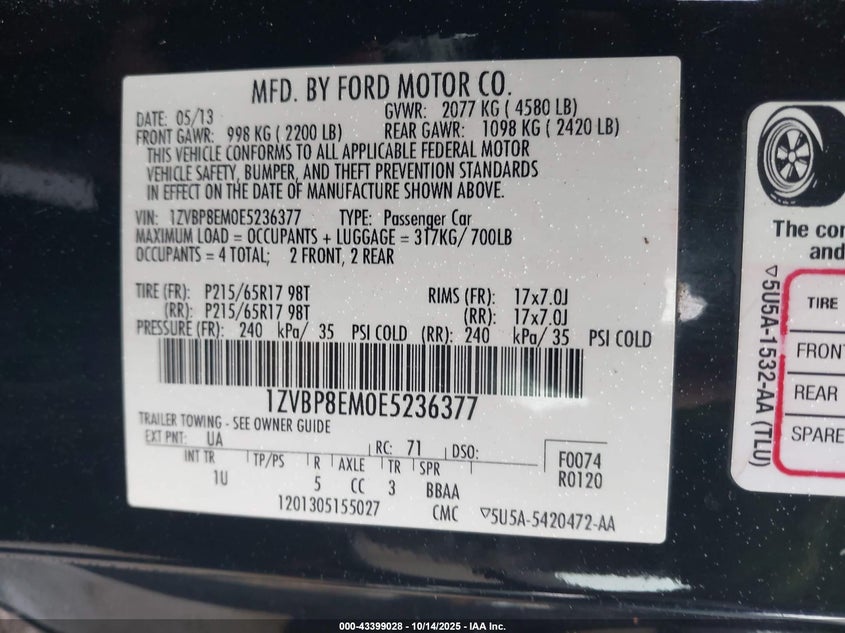 MFD. BY FORD MOTOR CO.
DATE: 05/13 GVWR: 2077 KG ( 4580 LB)
FRONT GAWR: 998 KG ( 2200 LB) REAR GAWR: 1098 KG ( 2420 LB)
THIS VEHICLE CONFORMS TO ALL APPLICABLE FEDERAL MOTOR
VEHICLE SAFETY, BUMPER, AND THEFT PREVENTION STANDARDS
IN EFFECT ON THE DATE OF MANUFACTURE SHOWN ABOVE.
VIN: 1ZVBP8EM0E5236377 TYPE: Passenger Car
MAXIMUM LOAD = OCCUPANTS + LUGGAGE = 317KG/ 700LB
OCCUPANTS = 4 TOTAL; 2 FRONT, 2 REAR
TIRE (FR): P215/65R17 98T RIMS (FR): 17x7.0J
(RR): P215/65R17 98T (RR): 17x7.0J
PRESSURE (FR): 240 kPa/ 35 PSI COLD (RR): 240 kPa/ 35 PSI COLD
1ZVBP8EM0E5236377
TRAILER TOWING - SEE OWNER GUIDE
EXT PNT: UA RC: 71 DSO:
INT TR TP/PS R AXLE TR SPR
1U 5 CC 3 BBAA
F0074
R0120
1201305155027 CMC ▽5U5A-5420472-AA
The con
and
▽5U5A-1532-AA (TLU)
TIRE
FRONT
REAR
SPARE
000-43399028 - 10/14/2025 - IAA Inc.